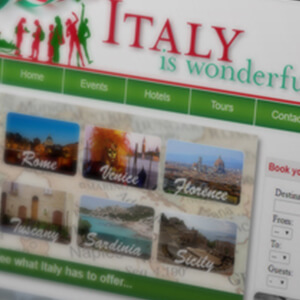 ITALY
is wonderfu
Home Events Hotels Tours Contac
Rome Venice Florence
Book yo
Destina
From:
Tuscany Sardinia Sicily
To:
Guests:
ee what Italy has to offer...